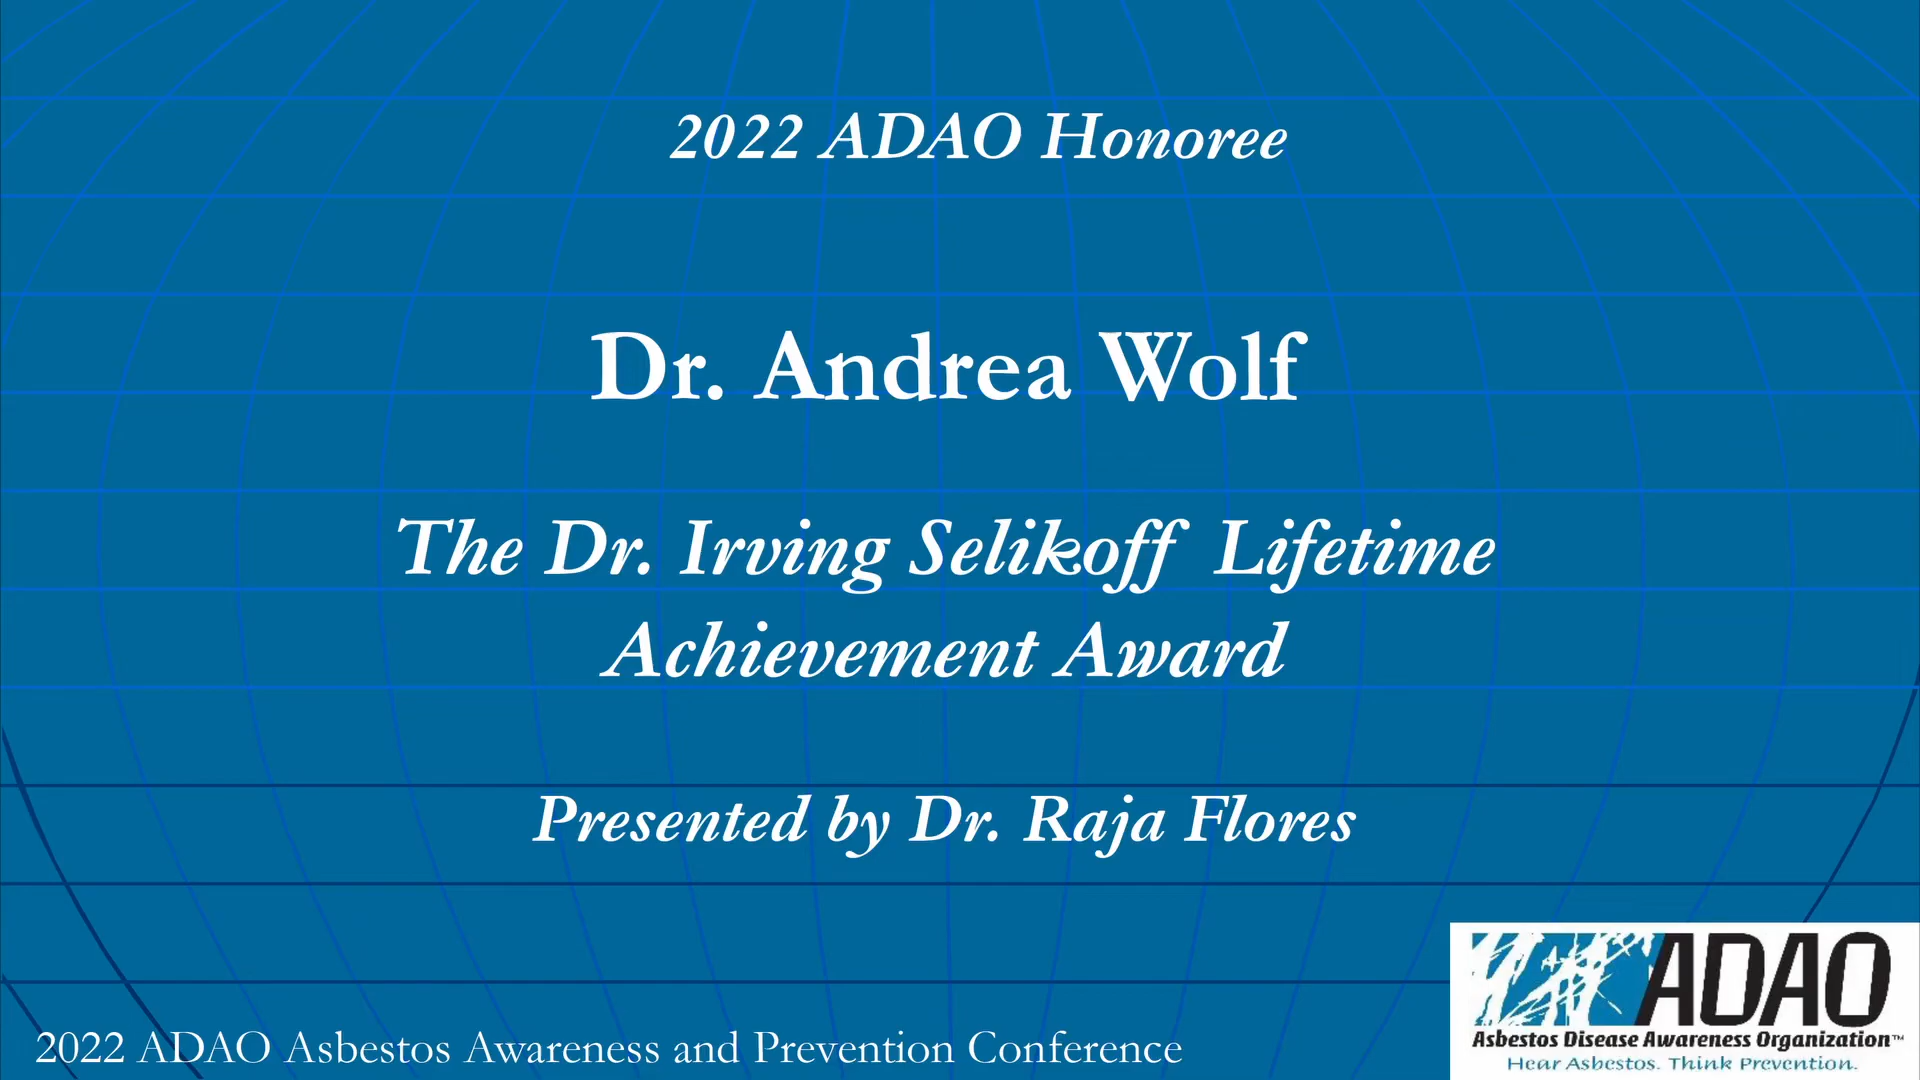 2022 ADAO Honoree
Dr. Andrea Wolf
The Dr. Irving Selikoff Lifetime
Achievement Award
Presented by Dr. Raja Flores
2022 ADAO Asbestos Awareness and Prevention Conference
ADAO
Asbestos Disease Awareness Organization™
Hear Asbestos. Think Prevention.